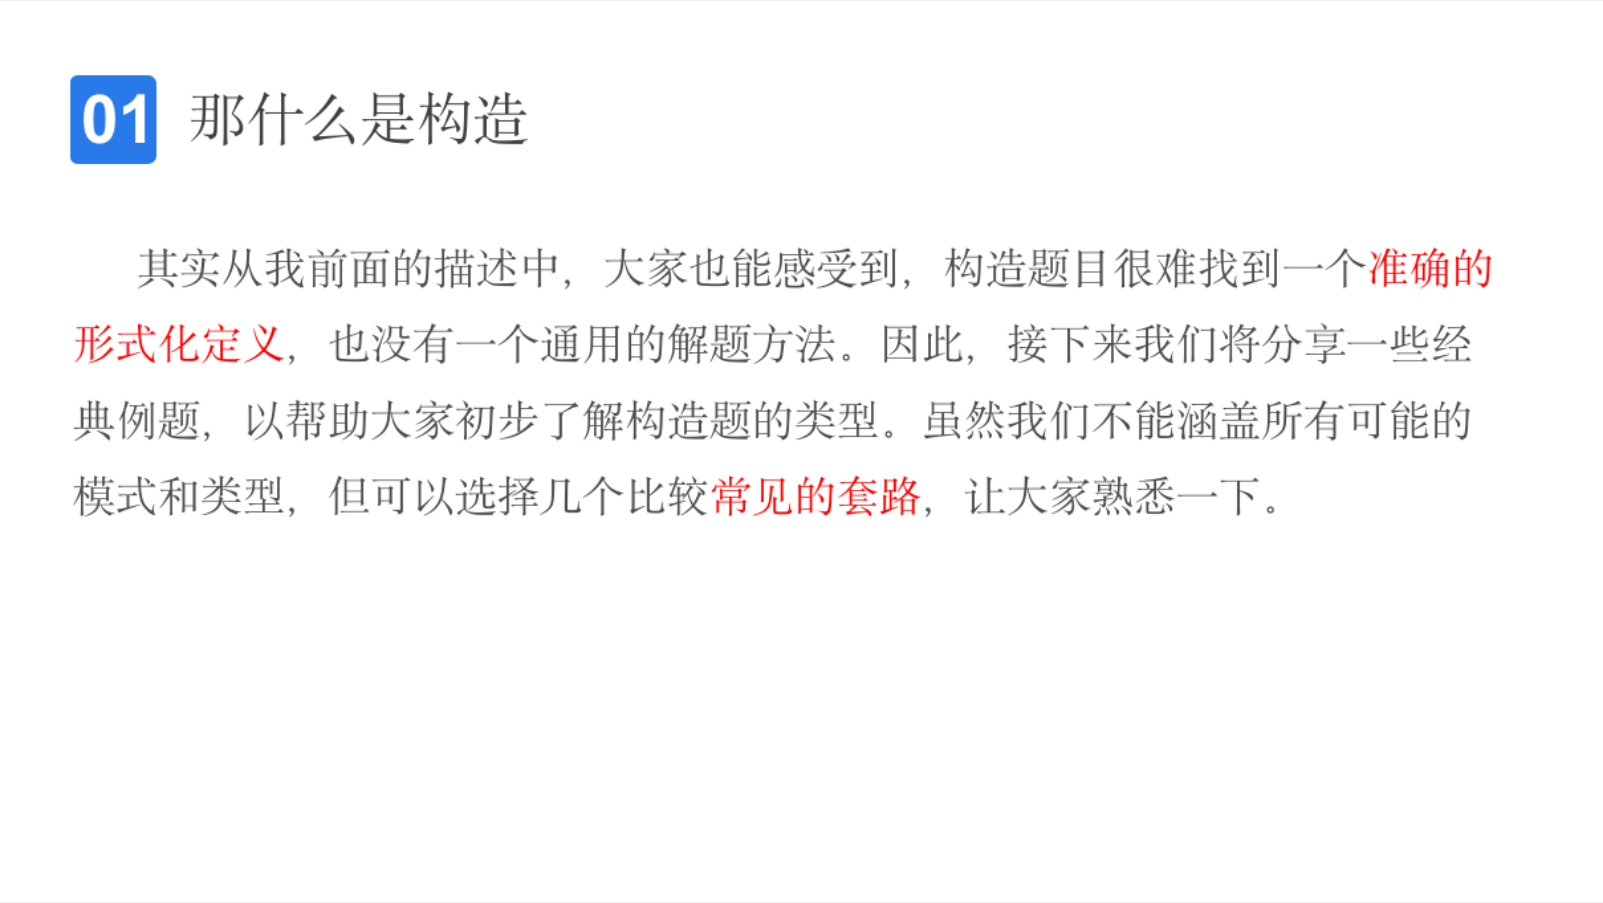 01 那什么是构造
其实从我前面的描述中，大家也能感受到，构造题目很难找到一个准确的
形式化定义，也没有一个通用的解题方法。因此，接下来我们将分享一些经
典例题，以帮助大家初步了解构造题的类型。虽然我们不能涵盖所有可能的
模式和类型，但可以选择几个比较常见的套路，让大家熟悉一下。